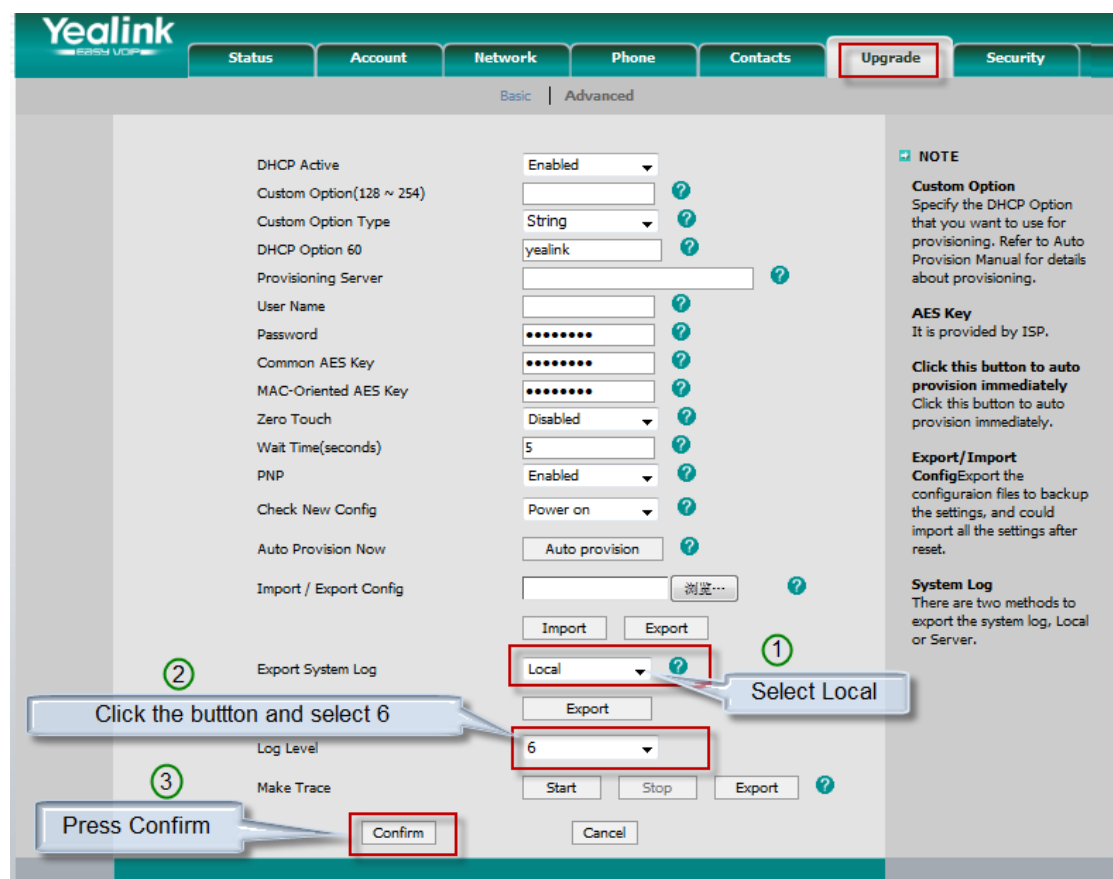 Yealink
EASY VOIP
Status Account Network Phone Contacts Upgrade Security
Basic | Advanced
DHCP Active Enabled
Custom Option(128 ~ 254)
Custom Option Type String
DHCP Option 60 yealink
Provisioning Server
User Name
Password ••••••••
Common AES Key ••••••••
MAC-Oriented AES Key ••••••••
Zero Touch Disabled
Wait Time(seconds) 5
PNP Enabled
Check New Config Power on
Auto Provision Now Auto provision
Import / Export Config 浏览...
Import Export
① 
Export System Log Local
Select Local
②
Click the buttton and select 6
Export
Log Level 6
③
Make Trace Start Stop Export
Press Confirm
Confirm Cancel
NOTE
Custom Option
Specify the DHCP Option
that you want to use for
provisioning. Refer to Auto
Provision Manual for details
about provisioning.
AES Key
It is provided by ISP.
Click this button to auto
provision immediately
Click this button to auto
provision immediately.
Export/Import
ConfigExport the
configuraion files to backup
the settings, and could
import all the settings after
reset.
System Log
There are two methods to
export the system log, Local
or Server.